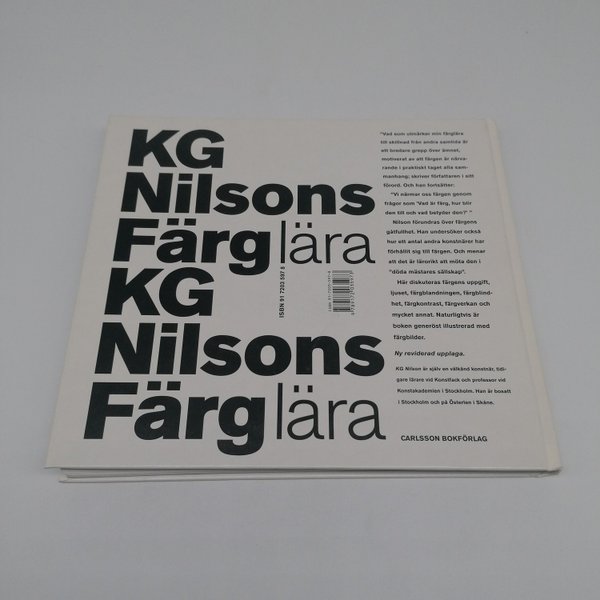 KG
Nilsons
Färglära
KG
Nilsons
Färglära
ISBN 91 7203 597 8
"Vad som utmärker min färglära
till skillnad från andra samtida är
ett bredare grepp över ämnet,
motiverat av att färgen är närva-
rande i praktiskt taget alla sam-
manhang; skriver författaren i sitt
förord. Och han fortsätter:
"Vi närmar oss färgen genom
frågor som 'Vad är färg, hur blir
den till och vad betyder den?' "
Nilson förundras över färgens
gåtfullhet. Han undersöker också
hur ett antal andra konstnärer har
förhållit sig till färgen. Och menar
att det är lärorikt att möta den i
"döda mästares sällskap".
Här diskuteras färgens uppgift,
ljuset, färgblandningen, färgblind-
het, färgkontrast, färgverkan och
mycket annat. Naturligtvis är
boken generöst illustrerad med
färgbilder.
Ny reviderad upplaga.
KG Nilson är själv en välkänd konstnär, tidi-
gare lärare vid Konstfack och professor vid
Konstakademien i Stockholm. Han är bosatt
i Stockholm och på Österlen i Skåne.
CARLSSON BOKFÖRLAG